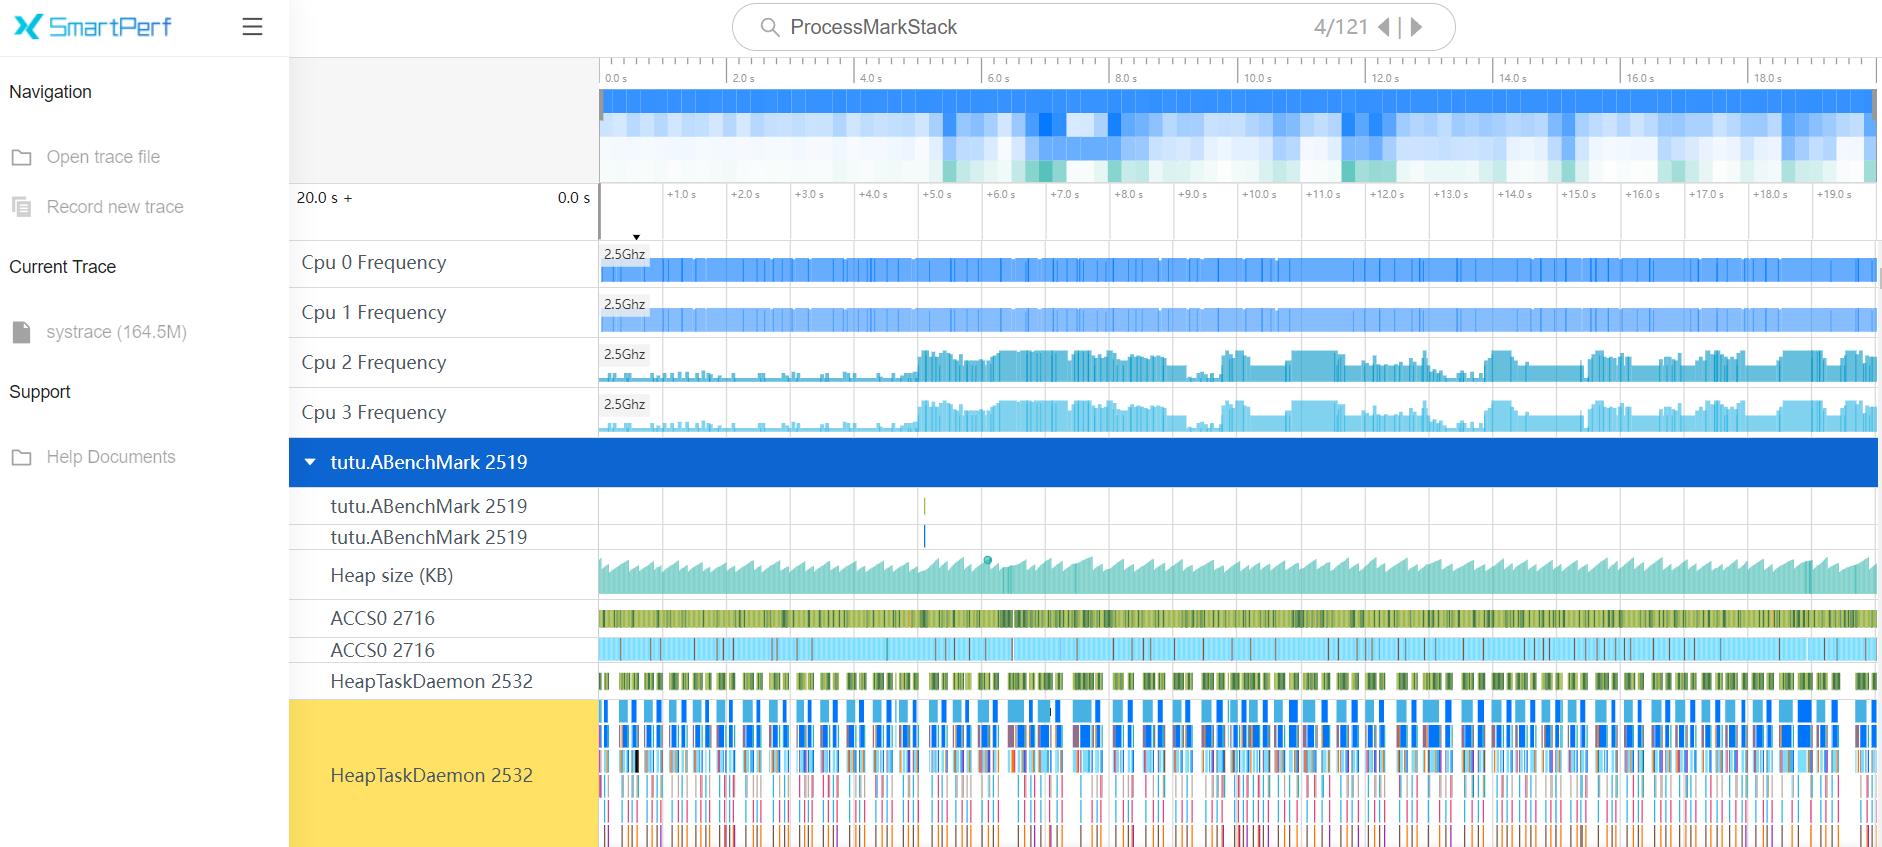 SmartPerf
ProcessMarkStack 4/121
Navigation
Open trace file
Record new trace
Current Trace
systrace (164.5M)
Support
Help Documents
0.0 s 2.0 s 4.0 s 6.0 s 8.0 s 10.0 s 12.0 s 14.0 s 16.0 s 18.0 s
20.0 s + 0.0 s +1.0 s +2.0 s +3.0 s +4.0 s +5.0 s +6.0 s +7.0 s +8.0 s +9.0 s +10.0 s +11.0 s +12.0 s +13.0 s +14.0 s +15.0 s +16.0 s +17.0 s +18.0 s +19.0 s
Cpu 0 Frequency 2.5Ghz
Cpu 1 Frequency 2.5Ghz
Cpu 2 Frequency 2.5Ghz
Cpu 3 Frequency 2.5Ghz
tutu.ABenchMark 2519
tutu.ABenchMark 2519
tutu.ABenchMark 2519
Heap size (KB)
ACCS0 2716
ACCS0 2716
HeapTaskDaemon 2532
HeapTaskDaemon 2532